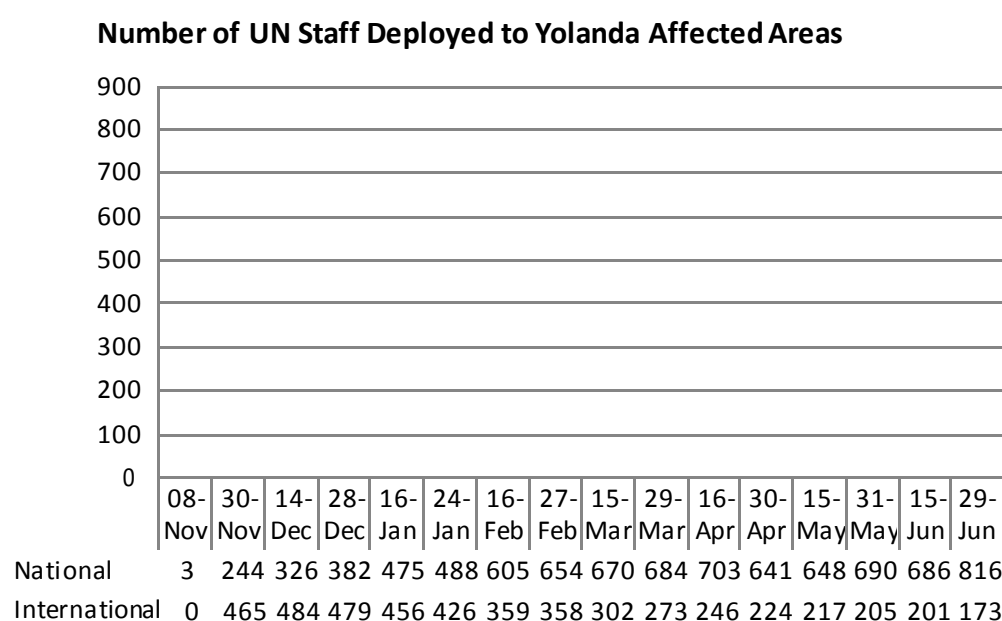 Number of UN Staff Deployed to Yolanda Affected Areas
900
800
700
600
500
400
300
200
100
0
08- 30- 14- 28- 16- 24- 16- 27- 15- 29- 16- 30- 15- 31- 15- 29-
Nov Nov Dec Dec Jan Jan Feb Feb Mar Mar Apr Apr May May Jun Jun
National 3 244 326 382 475 488 605 654 670 684 703 641 648 690 686 816
International 0 465 484 479 456 426 359 358 302 273 246 224 217 205 201 173